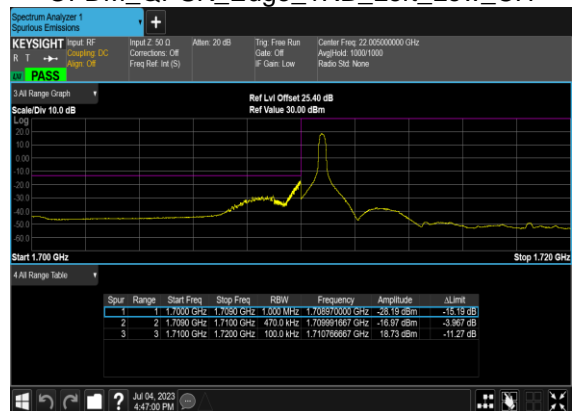 Spectrum Analyzer 1
Spurious Emissions
+
KEYSIGHT Input: RF Input Z: 50 Ω Atten: 20 dB Trig: Free Run Center Freq: 22.005000000 GHz
R T Coupling: DC Corrections: Off Gate: Off Avg|Hold: 1000/1000
Align: Off Freq Ref: Int (S) IF Gain: Low Radio Std: None
LW PASS
3 All Range Graph
Ref Lvl Offset 25.40 dB
Scale/Div 10.0 dB Ref Value 30.00 dBm
Log
20.0
10.0
0.00
-10.0
-20.0
-30.0
-40.0
-50.0
-60.0
Start 1.700 GHz Stop 1.720 GHz
4 All Range Table
Spur Range Start Freq Stop Freq RBW Frequency Amplitude ΔLimit
1 1 1.7000 GHz 1.7090 GHz 1.000 MHz 1.708970000 GHz -28.19 dBm -15.19 dB
2 2 1.7090 GHz 1.7100 GHz 470.0 kHz 1.709991667 GHz -16.97 dBm -3.967 dB
3 3 1.7100 GHz 1.7200 GHz 100.0 kHz 1.710766667 GHz 18.73 dBm -11.27 dB
? Jul 04, 2023
4:47:00 PM